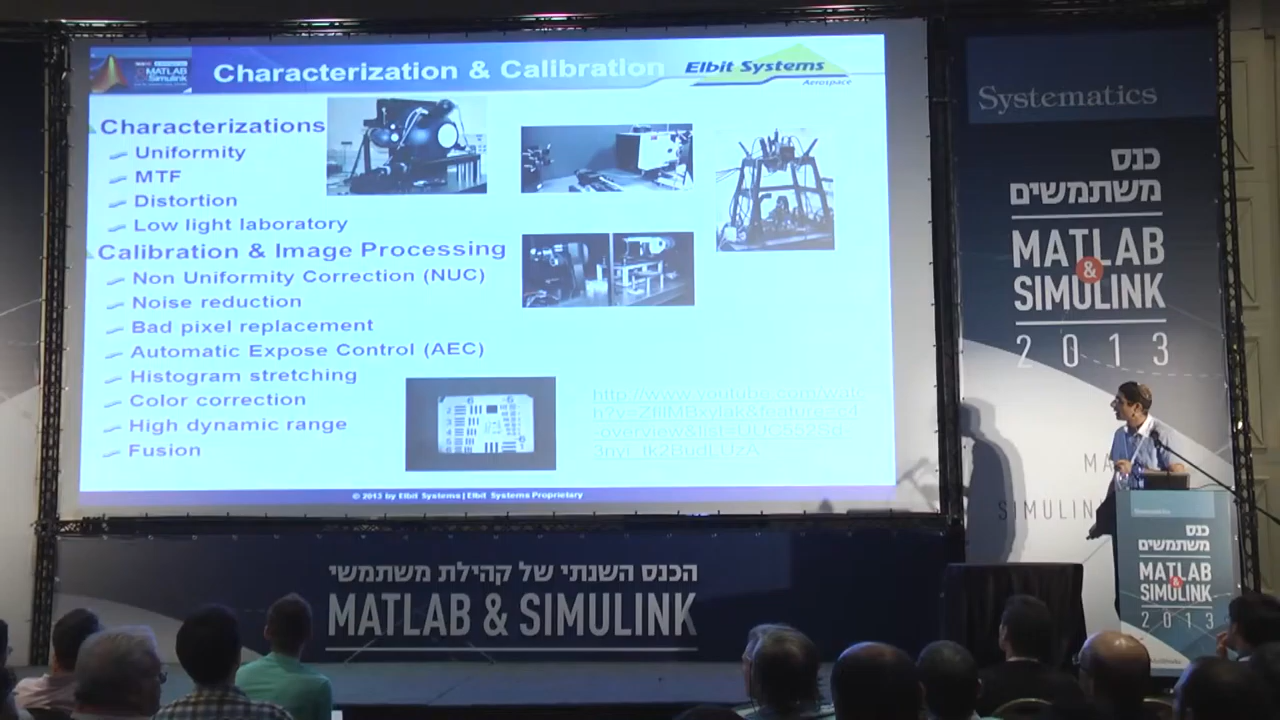 MATLAB
&Simulink
Characterization & Calibration
Elbit Systems
Aerospace
Characterizations
Uniformity
MTF
Distortion
Low light laboratory
Calibration & Image Processing
Non Uniformity Correction (NUC)
Noise reduction
Bad pixel replacement
Automatic Expose Control (AEC)
Histogram stretching
Color correction
High dynamic range
Fusion
© 2013 by Elbit Systems | Elbit Systems Proprietary
Systematics
כנס
משתמשים
MATLAB
&
SIMULINK
2013
הכנס השנתי של קהילת משתמשי
MATLAB & SIMULINK
כנס
משתמשים
MATLAB
&
SIMULINK
2013